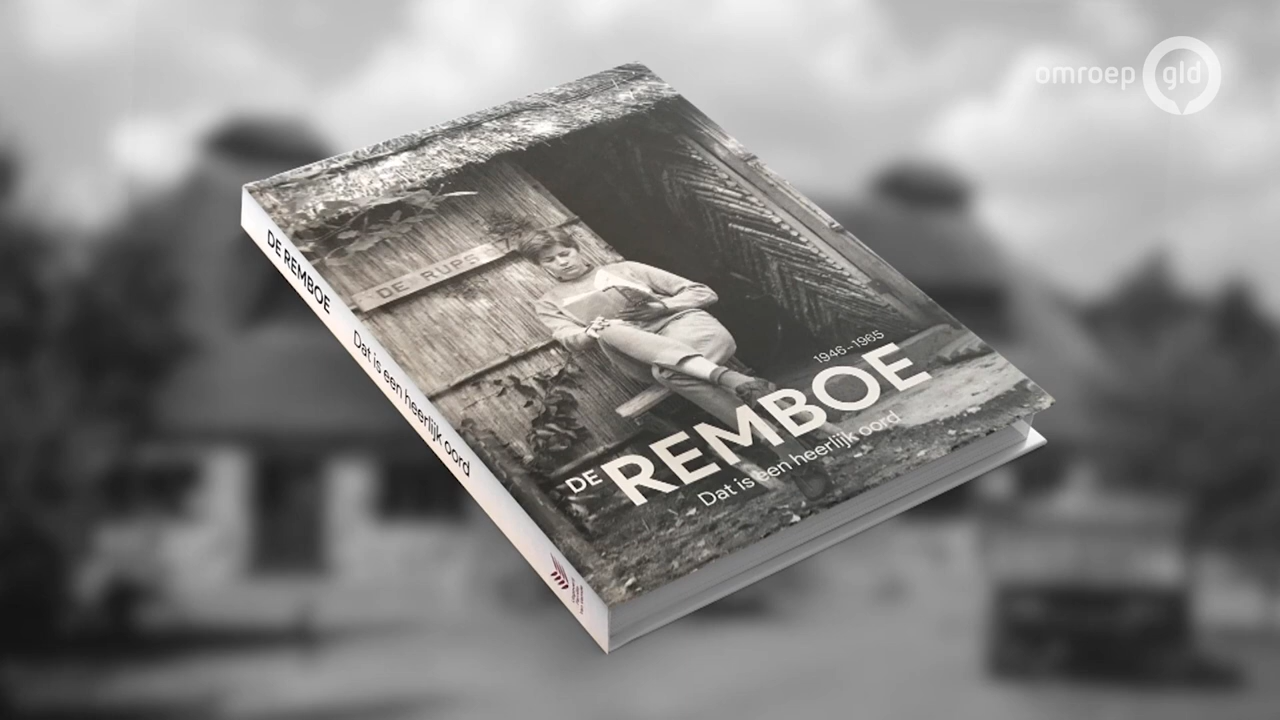 omroep gld
DE RUPS
1946-1965
DE REMBOE
Dat is een heerlijk oord
DE REMBOE Dat is een heerlijk oord